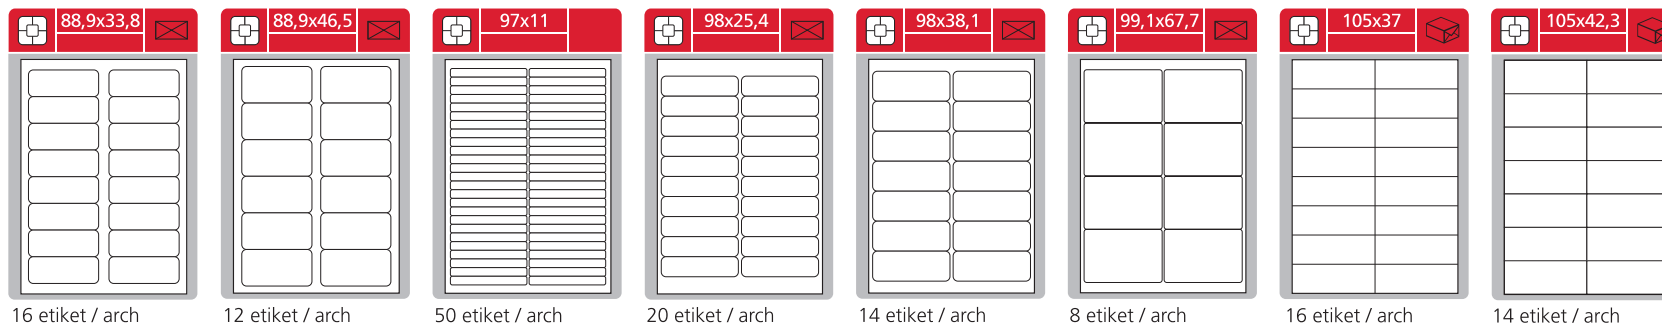 88,9x33,8
88,9x46,5
97x11
98x25,4
98x38,1
99,1x67,7
105x37
105x42,3
16 etiket / arch
12 etiket / arch
50 etiket / arch
20 etiket / arch
14 etiket / arch
8 etiket / arch
16 etiket / arch
14 etiket / arch